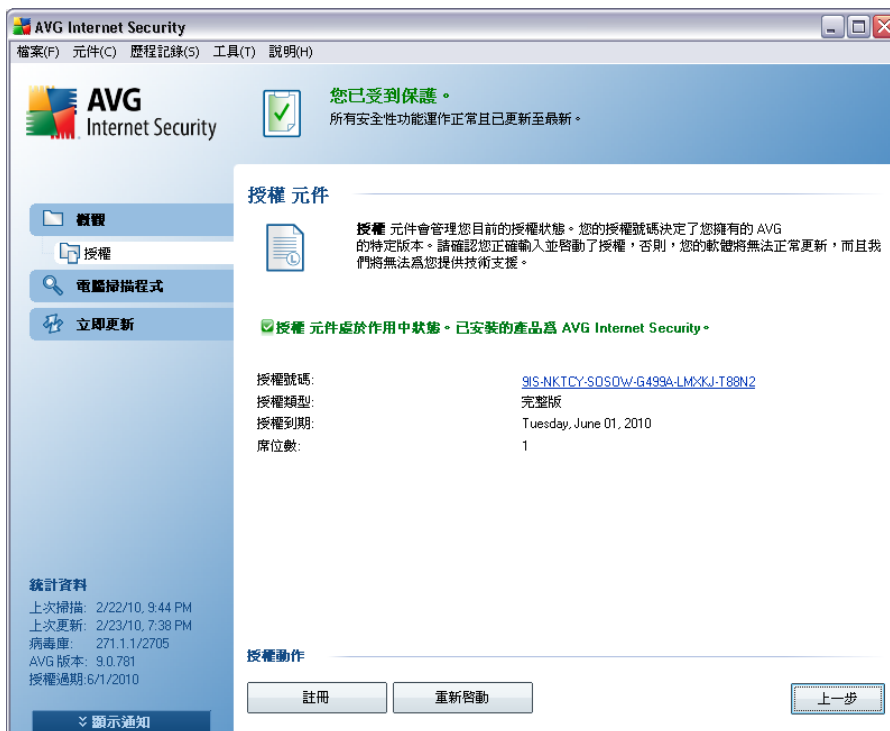 AVG Internet Security
檔案(F) 元件(C) 歷程記錄(S) 工具(T) 說明(H)
AVG
Internet Security
您已受到保護。
所有安全性功能運作正常且已更新至最新。
概觀
授權
電腦掃描程式
立即更新
授權 元件
授權 元件會管理您目前的授權狀態。您的授權號碼決定了您擁有的 AVG
的特定版本。請確認您正確輸入並啟動了授權，否則，您的軟體將無法正常更新，而且我
們將無法為您提供技術支援。
授權 元件處於作用中狀態。已安裝的產品為 AVG Internet Security。
授權號碼: 9IS-NKTCY-SOSOW-G499A-LMXKJ-T88N2
授權類型: 完整版
授權到期: Tuesday, June 01, 2010
席位數: 1
統計資料
上次掃描: 2/22/10, 9:44 PM
上次更新: 2/23/10, 7:38 PM
病毒庫: 271.1.1/2705
AVG 版本: 9.0.781
授權過期:6/1/2010
顯示通知
授權動作
註冊 重新啟動 上一步